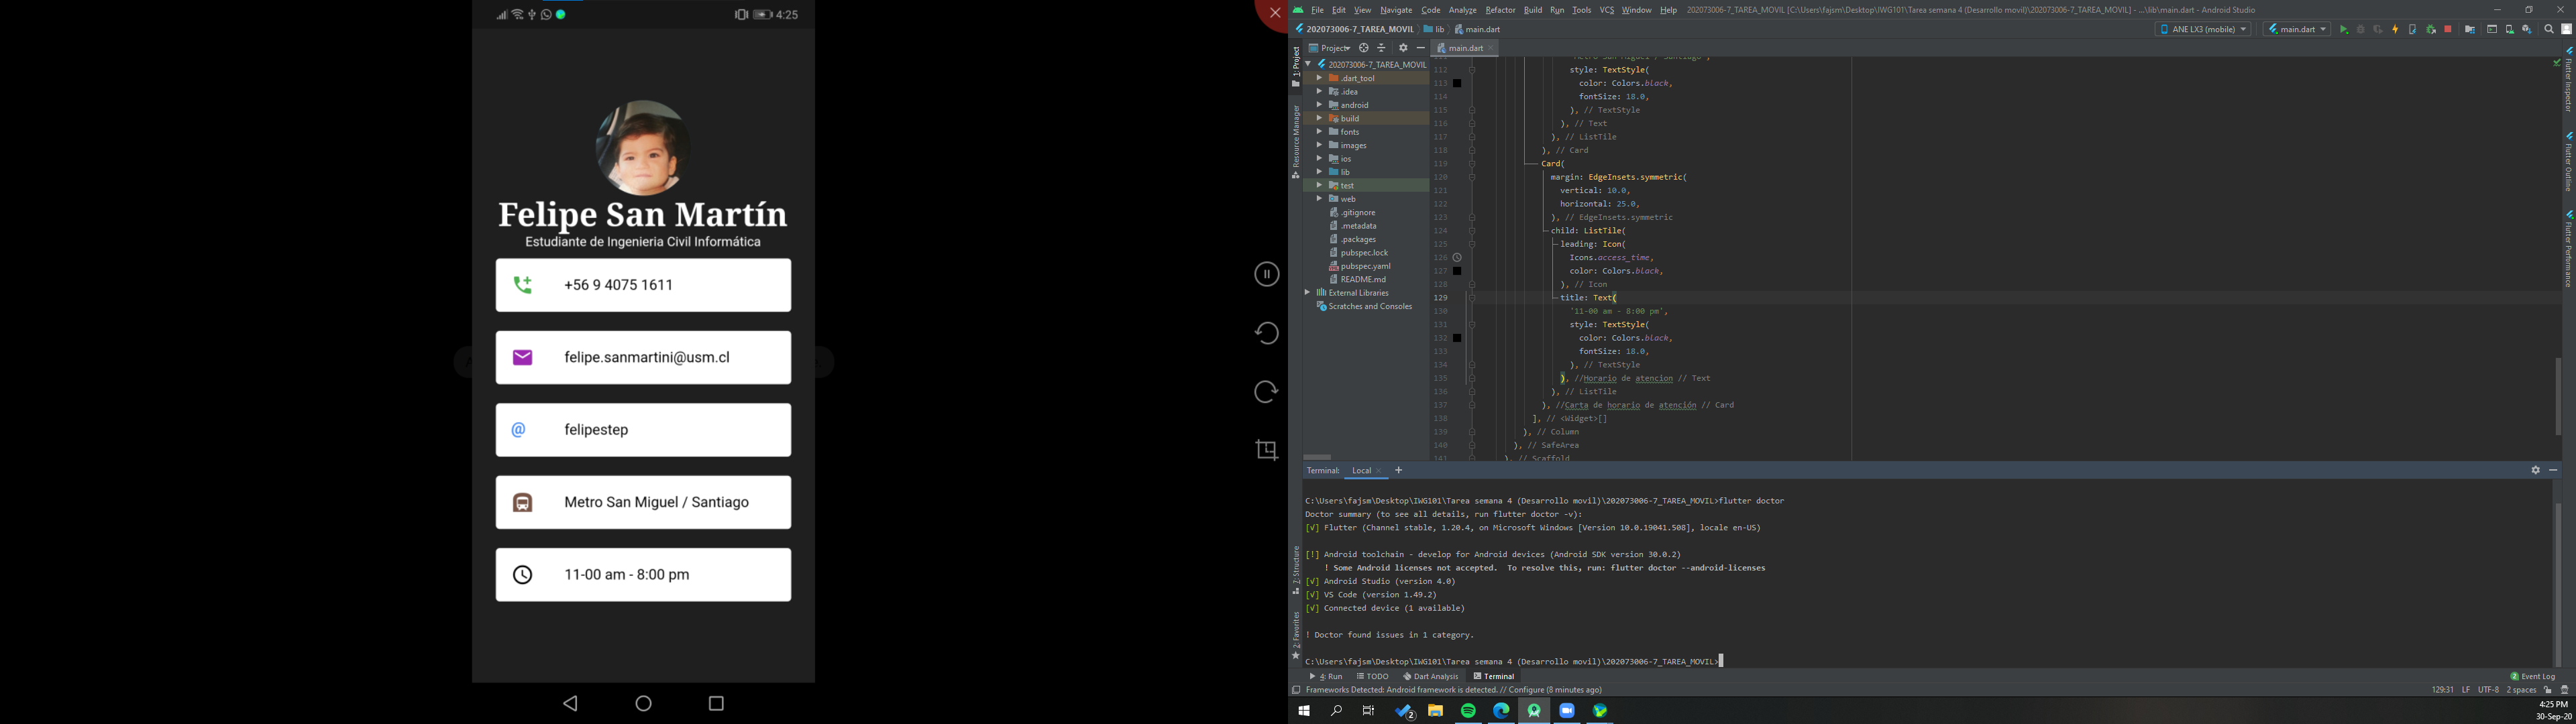 4:25
Felipe San Martín
Estudiante de Ingenieria Civil Informática
+56 9 4075 1611
felipe.sanmartini@usm.cl
@
felipestep
Metro San Miguel / Santiago
11-00 am - 8:00 pm
File Edit View Navigate Code Analyze Refactor Build Run Tools VCS Window Help 202073006-7_TAREA_MOVIL [C:\Users\fajsm\Desktop\IWG101\Tarea semana 4 (Desarrollo movil)\202073006-7_TAREA_MOVIL] - ...\lib\main.dart - Android Studio
202073006-7_TAREA_MOVIL lib main.dart
ANE LX3 (mobile) main.dart
Project
main.dart
1: Project
Resource Manager
2: Structure
2: Favorites
202073006-7_TAREA_MOVIL
.dart_tool
.idea
android
build
fonts
images
ios
lib
test
web
.gitignore
.metadata
.packages
pubspec.lock
pubspec.yaml
README.md
External Libraries
Scratches and Consoles
112 style: TextStyle(
113 color: Colors.black,
114 fontSize: 18.0,
115 ), // TextStyle
116 ), // Text
117 ), // ListTile
118 ), // Card
119 Card(
120 margin: EdgeInsets.symmetric(
121 vertical: 10.0,
122 horizontal: 25.0,
123 ), // EdgeInsets.symmetric
124 child: ListTile(
125 leading: Icon(
126 Icons.access_time,
127 color: Colors.black,
128 ), // Icon
129 title: Text(
130 '11-00 am - 8:00 pm',
131 style: TextStyle(
132 color: Colors.black,
133 fontSize: 18.0,
134 ), // TextStyle
135 ), //Horario de atencion // Text
136 ), // ListTile
137 ), //Carta de horario de atención // Card
138 ], // <Widget>[]
139 ), // Column
140 ), // SafeArea
141 ), // Scaffold
Flutter Inspector
Flutter Outline
Flutter Performance
Terminal: Local +
C:\Users\fajsm\Desktop\IWG101\Tarea semana 4 (Desarrollo movil)\202073006-7_TAREA_MOVIL>flutter doctor
Doctor summary (to see all details, run flutter doctor -v):
[√] Flutter (Channel stable, 1.20.4, on Microsoft Windows [Version 10.0.19041.508], locale en-US)
[!] Android toolchain - develop for Android devices (Android SDK version 30.0.2)
! Some Android licenses not accepted. To resolve this, run: flutter doctor --android-licenses
[√] Android Studio (version 4.0)
[√] VS Code (version 1.49.2)
[√] Connected device (1 available)
! Doctor found issues in 1 category.
C:\Users\fajsm\Desktop\IWG101\Tarea semana 4 (Desarrollo movil)\202073006-7_TAREA_MOVIL>
4: Run TODO Dart Analysis Terminal
2 Event Log
Frameworks Detected: Android framework is detected. // Configure (8 minutes ago)
129:31 LF UTF-8 2 spaces
2
4:25 PM
30-Sep-20